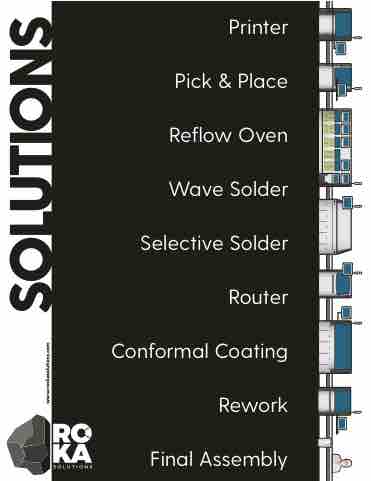 SOLUTIONS
Printer
Pick & Place
Reflow Oven
Wave Solder
Selective Solder
Router
Conformal Coating
Rework
Final Assembly
www.rokasolutions.com
RO
KA
SOLUTIONS